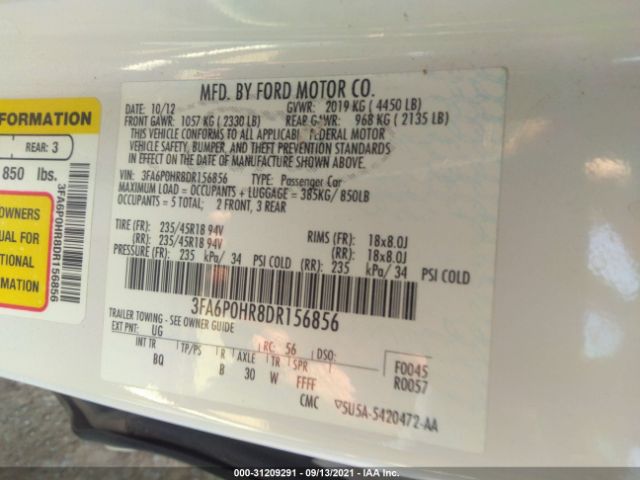 MFD. BY FORD MOTOR CO.
DATE: 10/12 GVWR: 2019 KG (4450 LB)
FRONT GAWR: 1057 KG (2330 LB) REAR GAWR: 968 KG (2135 LB)
THIS VEHICLE CONFORMS TO ALL APPLICABL FEDERAL MOTOR
VEHICLE SAFETY, BUMPER, AND THEFT PREVENTION STANDARDS
IN EFFECT ON THE DATE OF MANUFACTURE SHOWN ABOVE.
VIN: 3FA6P0HR8DR156856 TYPE: Passenger Car
MAXIMUM LOAD = OCCUPANTS + LUGGAGE = 385KG/ 850LB
OCCUPANTS = 5 TOTAL; 2 FRONT, 3 REAR
TIRE (FR): 235/45R18 94V RIMS (FR): 18x8.0J
(RR): 235/45R18 94V (RR): 18x8.0J
PRESSURE (FR): 235 kPa/ 34 PSI COLD (RR): 235 kPa/ 34 PSI COLD
3FA6P0HR8DR156856
TRAILER TOWING - SEE OWNER GUIDE
EXT PNT: UG RC: 56 DSO:
INT TR TP/PS R AXLE TR SPR F0045
BQ B 30 W FFFF R0057
CMC ▽5U5A-5420472-AA
FORMATION
REAR: 3
850 lbs.
3FA6P0HR8DR156856
OWNERS
UAL FOR
TIONAL
ATION
000-31209291 - 09/13/2021 - IAA Inc.